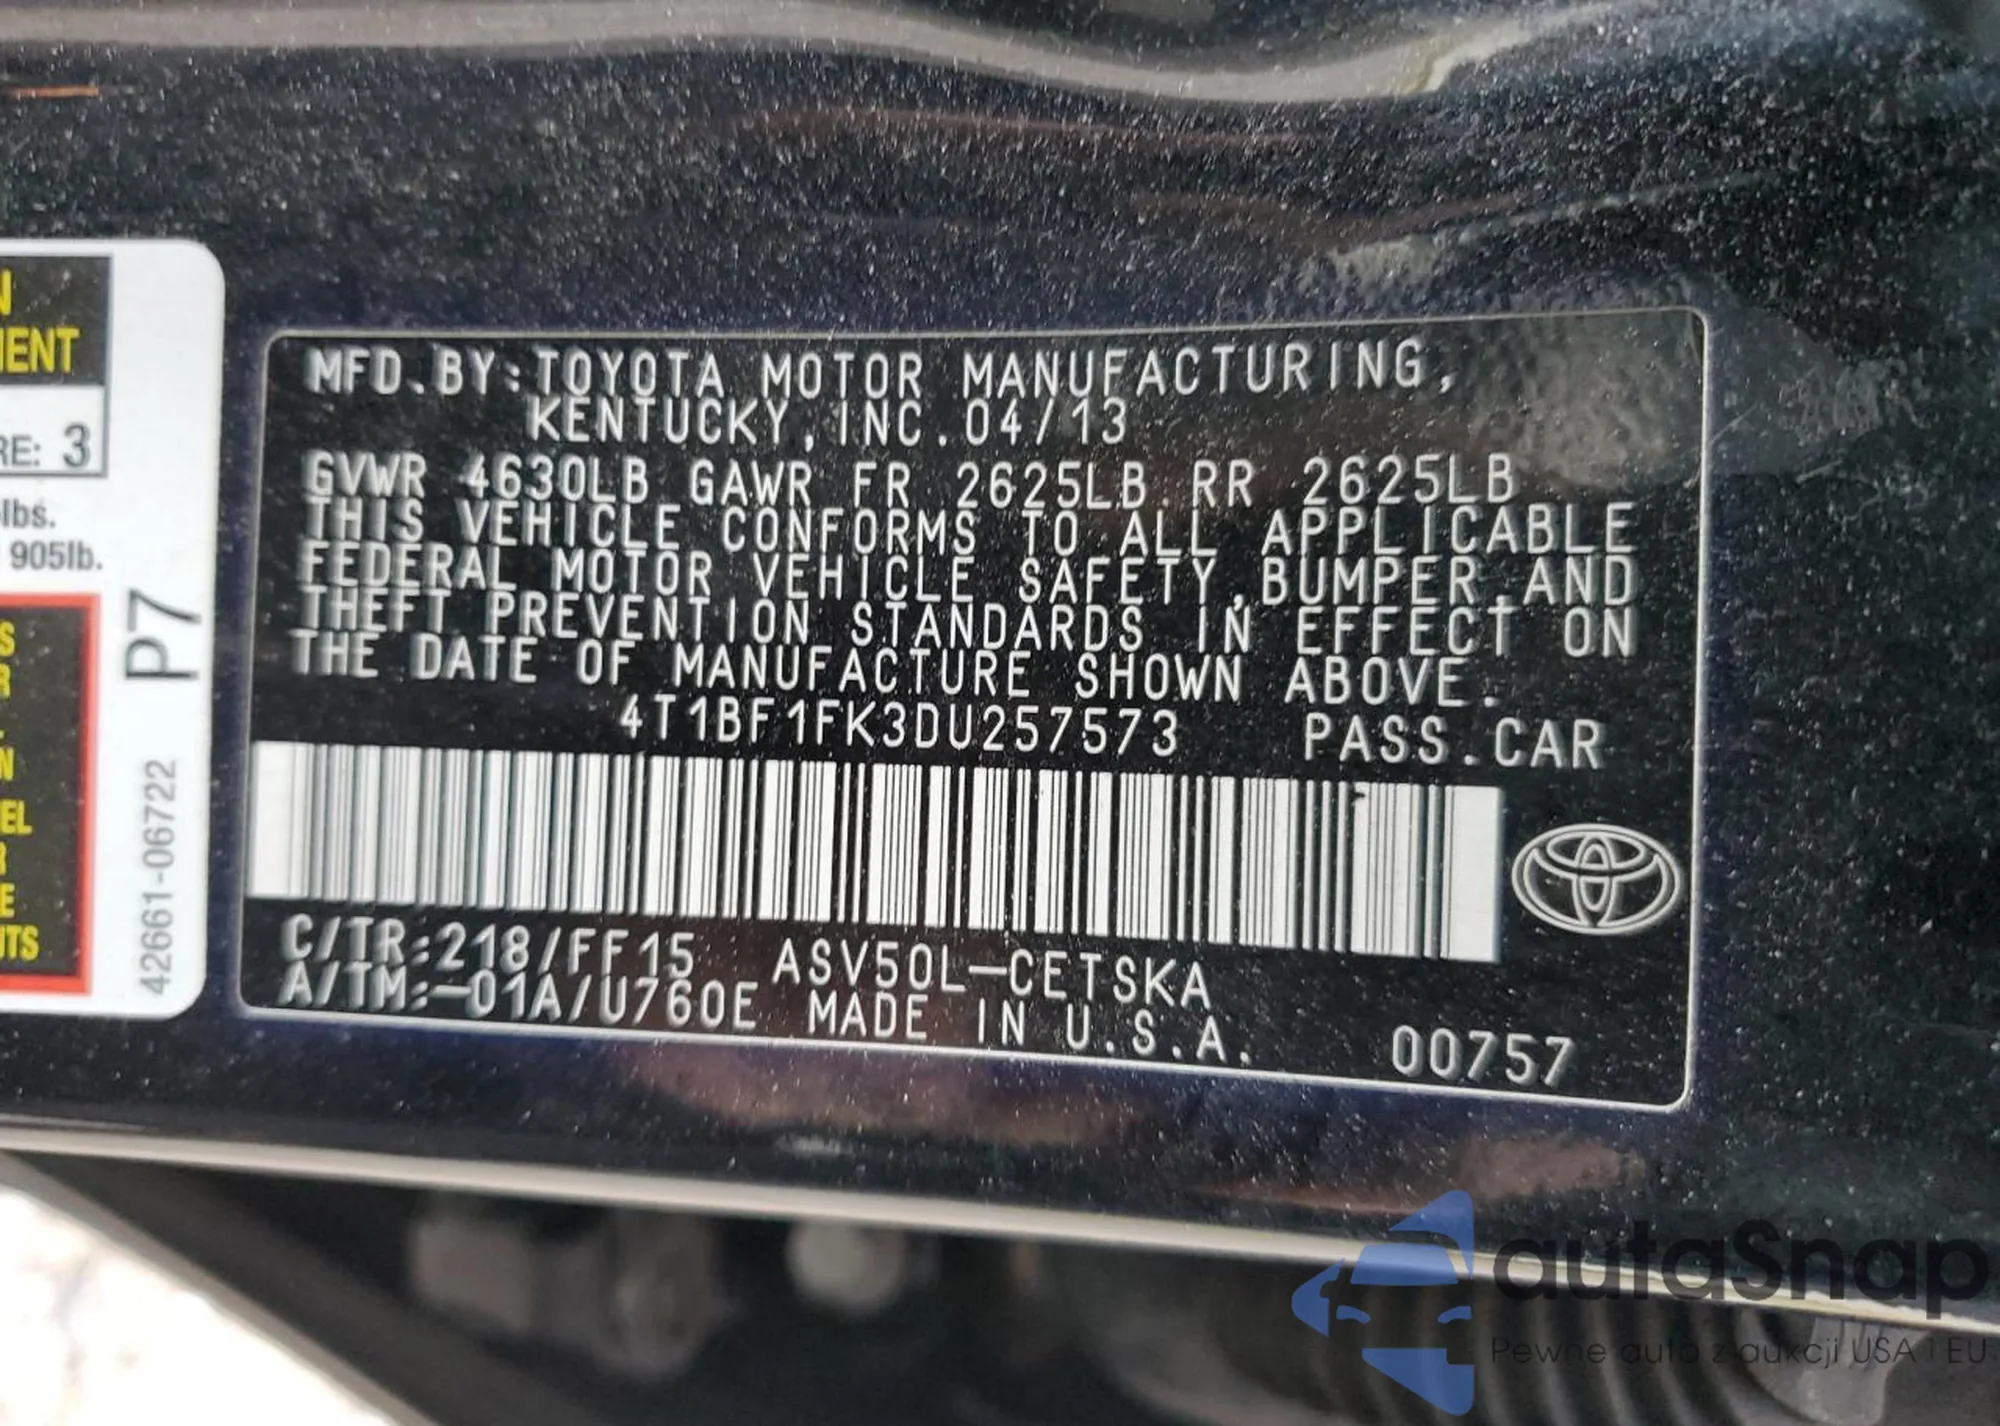 MFD.BY:TOYOTA MOTOR MANUFACTURING,
KENTUCKY,INC.04/13
GVWR 4630LB GAWR FR 2625LB RR 2625LB
THIS VEHICLE CONFORMS TO ALL APPLICABLE
FEDERAL MOTOR VEHICLE SAFETY,BUMPER,AND
THEFT PREVENTION STANDARDS IN EFFECT ON
THE DATE OF MANUFACTURE SHOWN ABOVE.
4T1BF1FK3DU257573 PASS.CAR
C/TR:218/FF15 ASV50L-CETSKA
A/TM:-01A/U760E MADE IN U.S.A.
00757
RE: 3
lbs.
905lb.
P7
42661-06722
autaSnap
Pewne auta z aukcji USA i EU